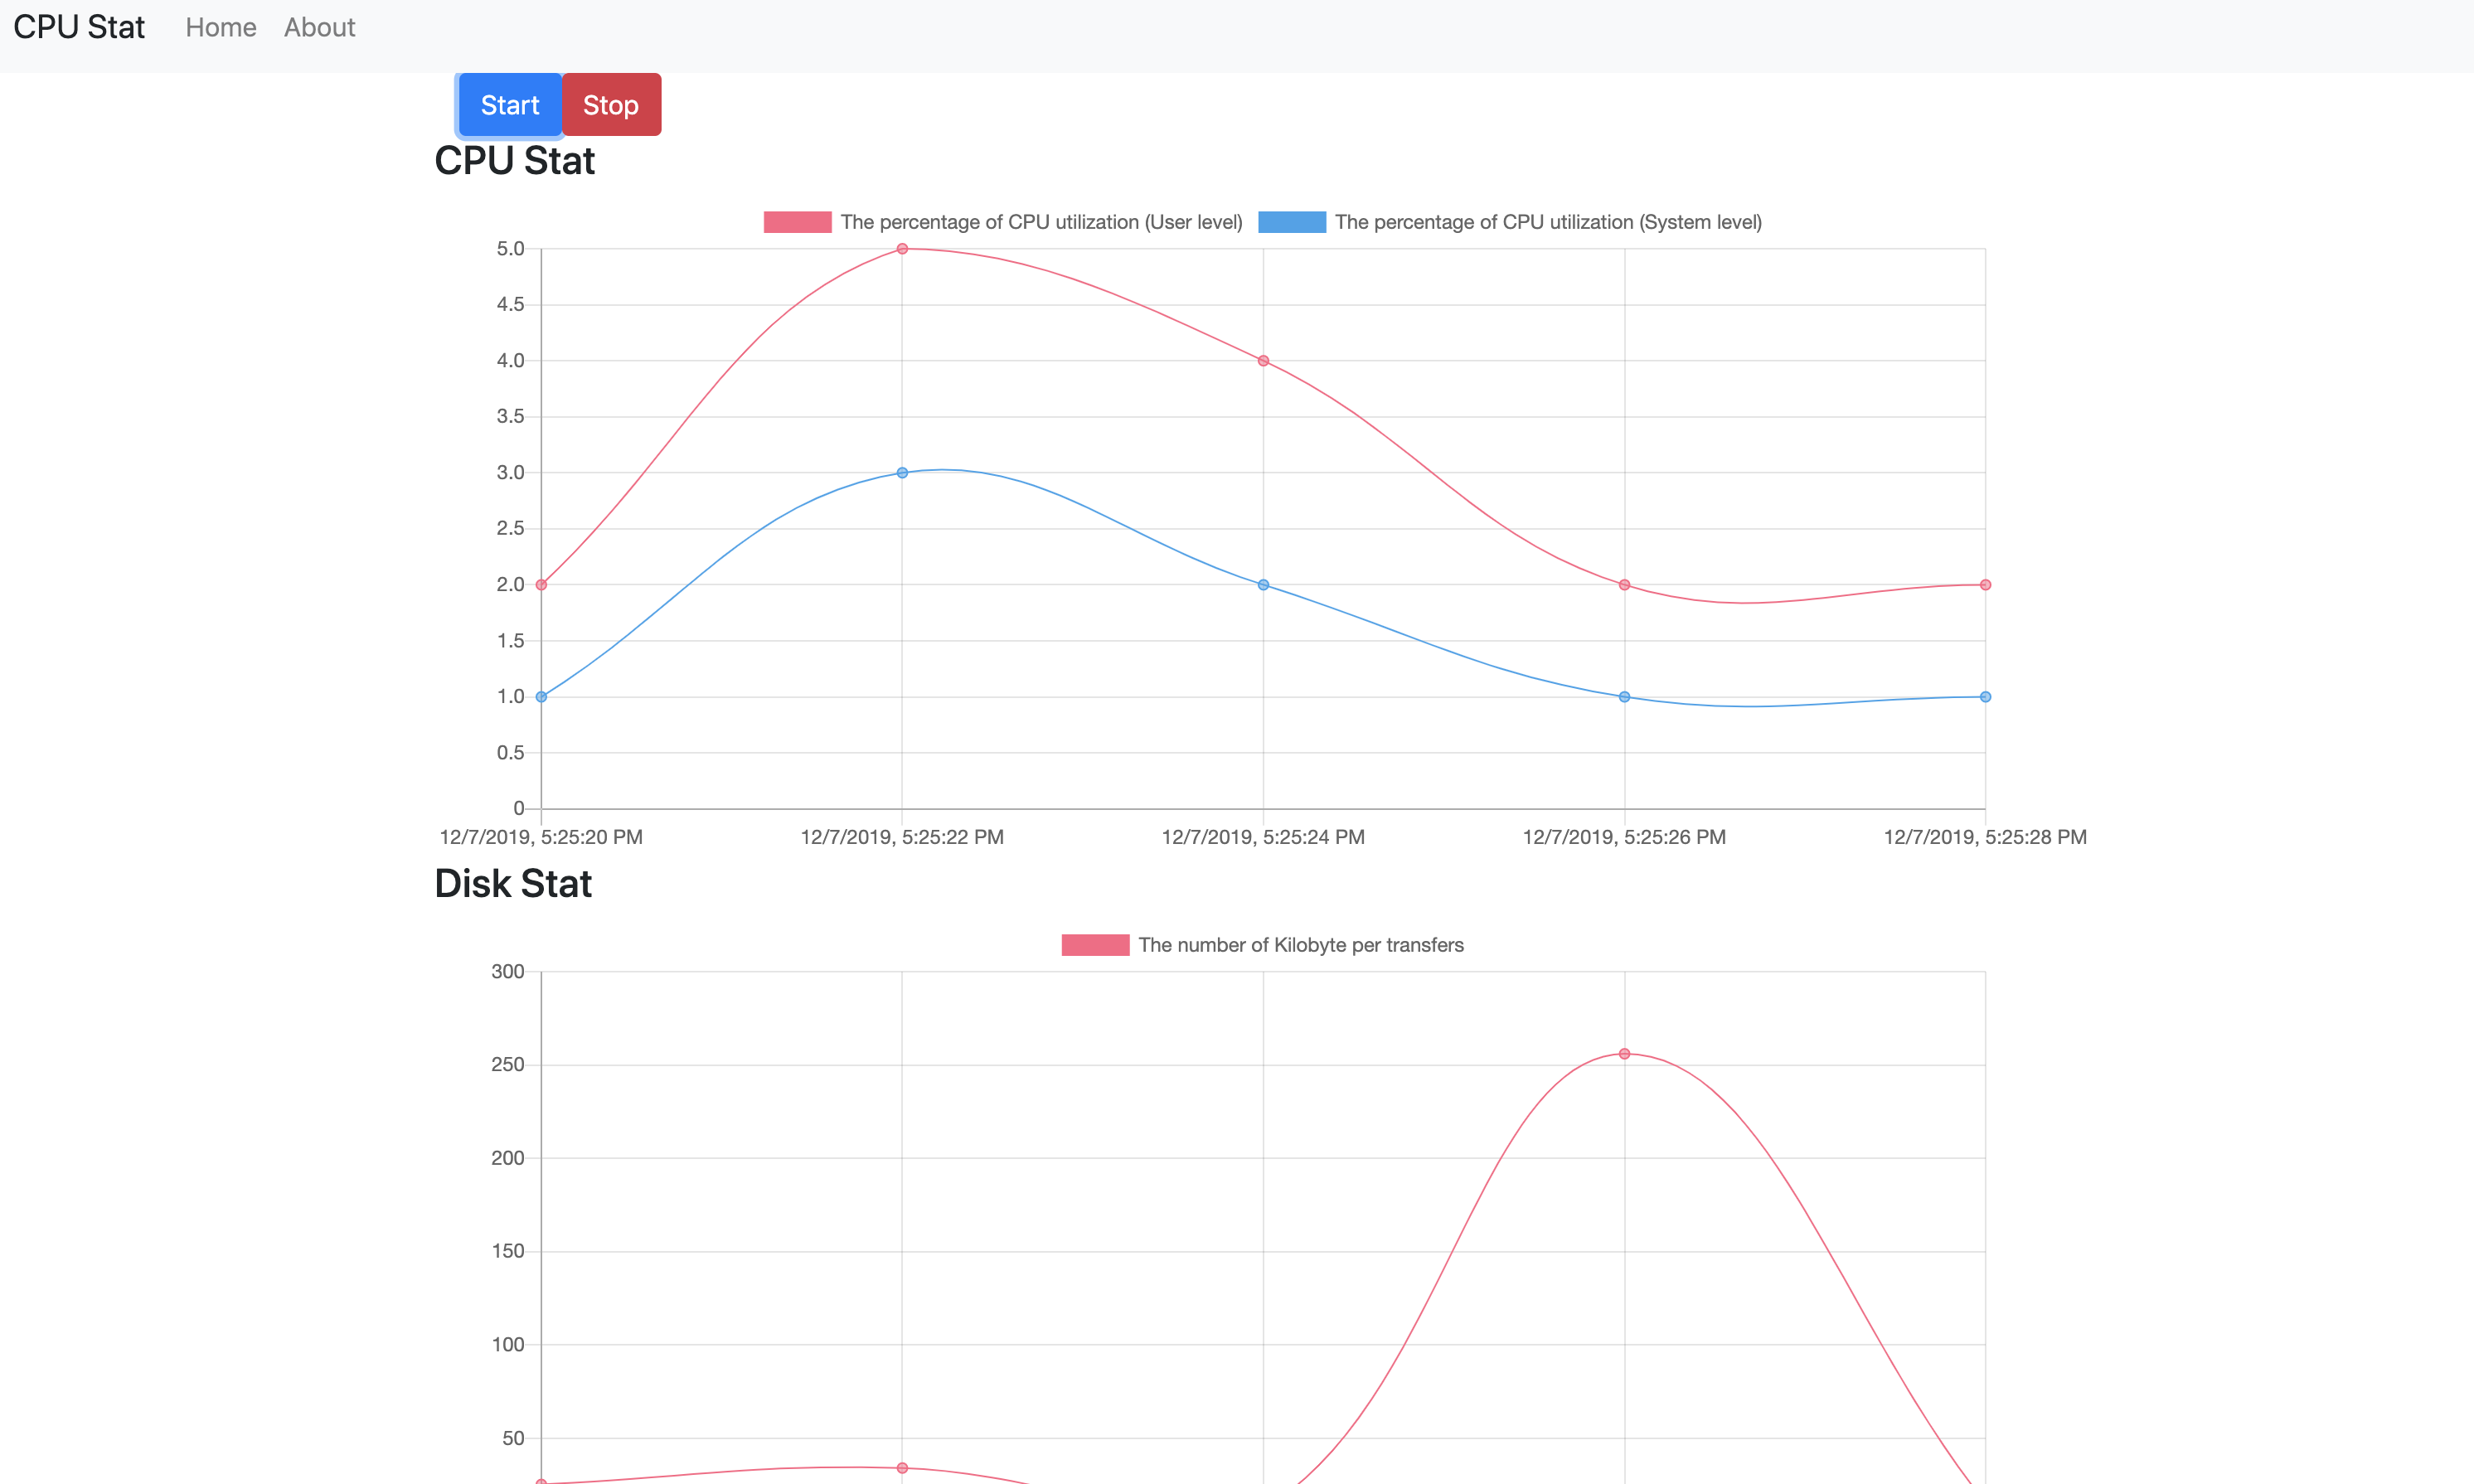 CPU Stat Home About
Start Stop
CPU Stat
The percentage of CPU utilization (User level) The percentage of CPU utilization (System level)
5.0
4.5
4.0
3.5
3.0
2.5
2.0
1.5
1.0
0.5
0
12/7/2019, 5:25:20 PM 12/7/2019, 5:25:22 PM 12/7/2019, 5:25:24 PM 12/7/2019, 5:25:26 PM 12/7/2019, 5:25:28 PM
Disk Stat
The number of Kilobyte per transfers
300
250
200
150
100
50